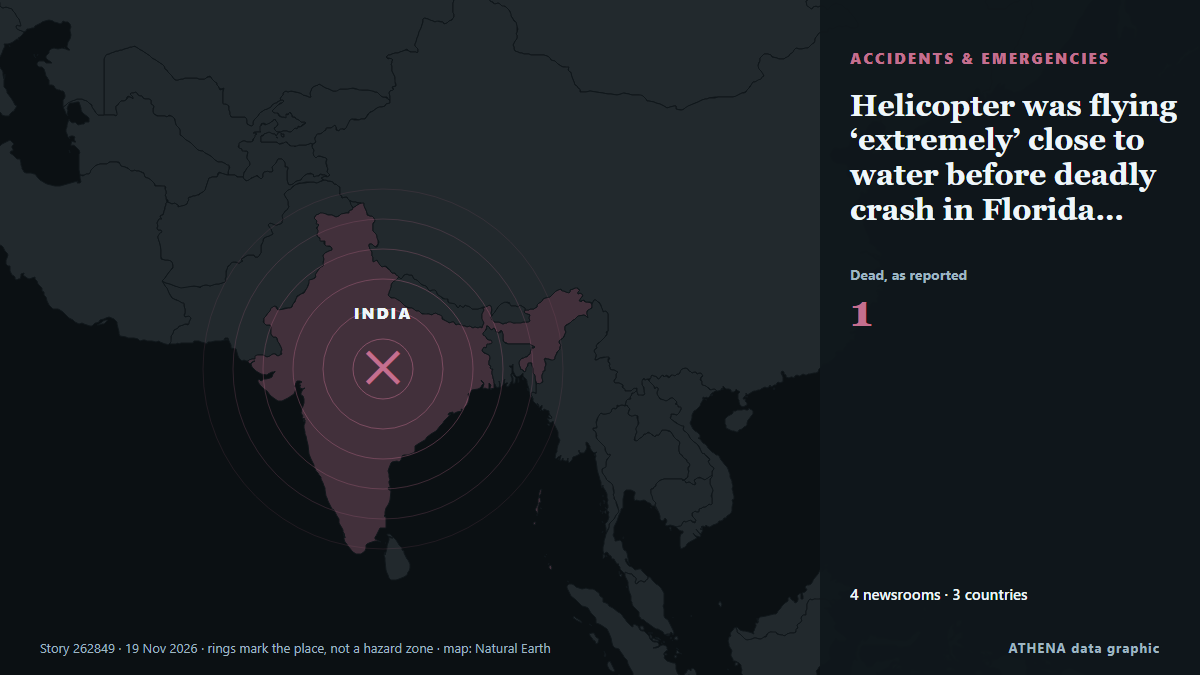 ACCIDENTS & EMERGENCIES
Helicopter was flying
‘extremely’ close to
water before deadly
crash in Florida...
Dead, as reported
1
INDIA
4 newsrooms · 3 countries
Story 262849 · 19 Nov 2026 · rings mark the place, not a hazard zone · map: Natural Earth
ATHENA data graphic